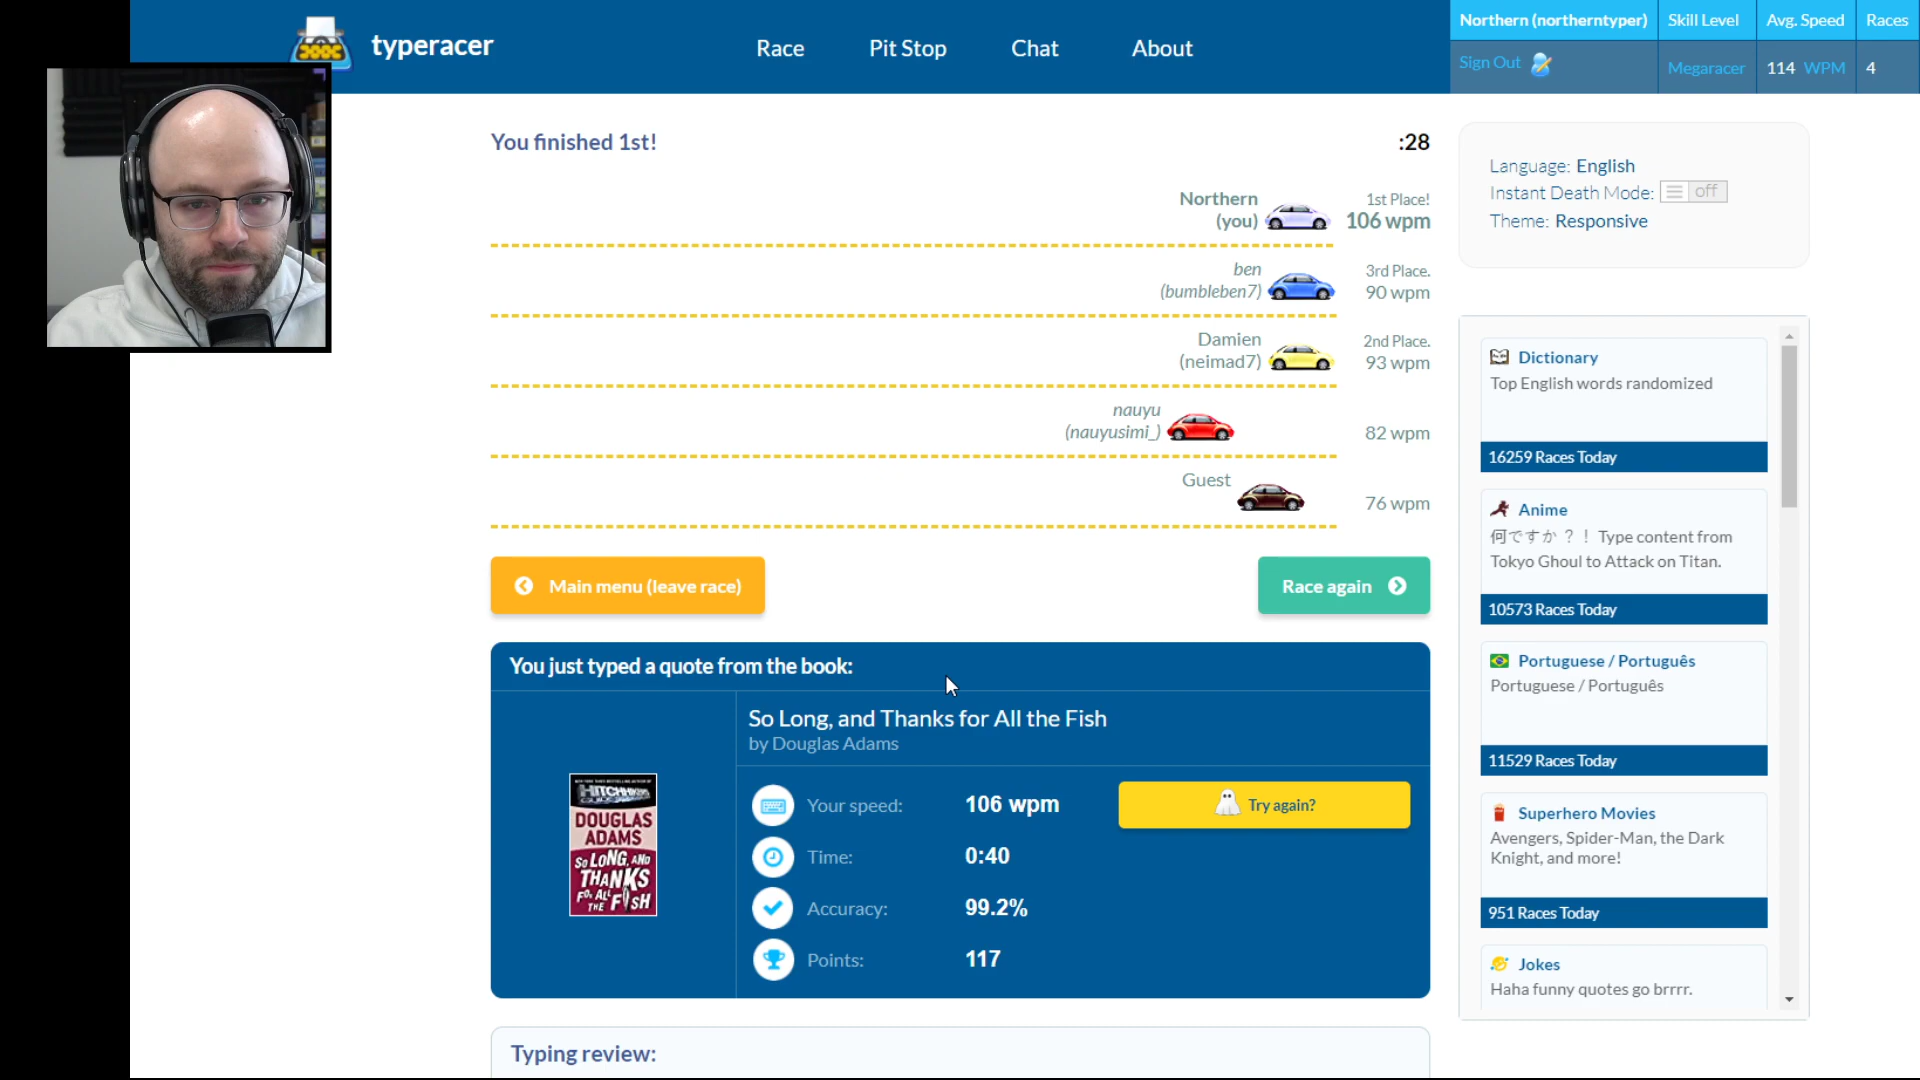 typeracer
Race
Pit Stop
Chat
About
Northern (northerntyper)
Skill Level
Avg. Speed
Races
Sign Out
Megaracer
114 WPM
4
You finished 1st!
:28
Northern
(you)
1st Place!
106 wpm
ben
(bumbleben7)
3rd Place.
90 wpm
Damien
(neimad7)
2nd Place.
93 wpm
nauyu
(nauyusimi_)
82 wpm
Guest
76 wpm
Main menu (leave race)
Race again
You just typed a quote from the book:
So Long, and Thanks for All the Fish
by Douglas Adams
HITCHHIKER'S
DOUGLAS
ADAMS
SO LONG, AND
THANKS
FOR ALL
THE FISH
Your speed:
106 wpm
Try again?
Time:
0:40
Accuracy:
99.2%
Points:
117
Typing review:
Language: English
Instant Death Mode: off
Theme: Responsive
Dictionary
Top English words randomized
16259 Races Today
Anime
何ですか？！ Type content from
Tokyo Ghoul to Attack on Titan.
10573 Races Today
Portuguese / Português
Portuguese / Português
11529 Races Today
Superhero Movies
Avengers, Spider-Man, the Dark
Knight, and more!
951 Races Today
Jokes
Haha funny quotes go brrrr.